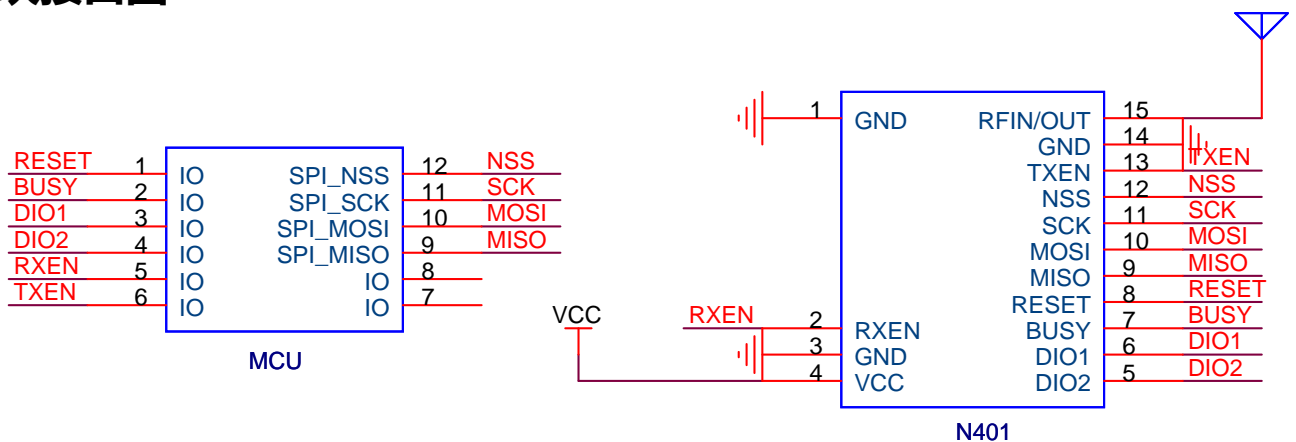 接口图
RESET 1 IO SPI_NSS 12 NSS
BUSY 2 IO SPI_SCK 11 SCK
DIO1 3 IO SPI_MOSI 10 MOSI
DIO2 4 IO SPI_MISO 9 MISO
RXEN 5 IO IO 8
TXEN 6 IO IO 7
MCU
1 GND RFIN/OUT 15
GND 14
TXEN 13 TXEN
NSS 12 NSS
SCK 11 SCK
MOSI 10 MOSI
MISO 9 MISO
RESET 8 RESET
VCC RXEN 2 RXEN BUSY 7 BUSY
3 GND DIO1 6 DIO1
4 VCC DIO2 5 DIO2
N401